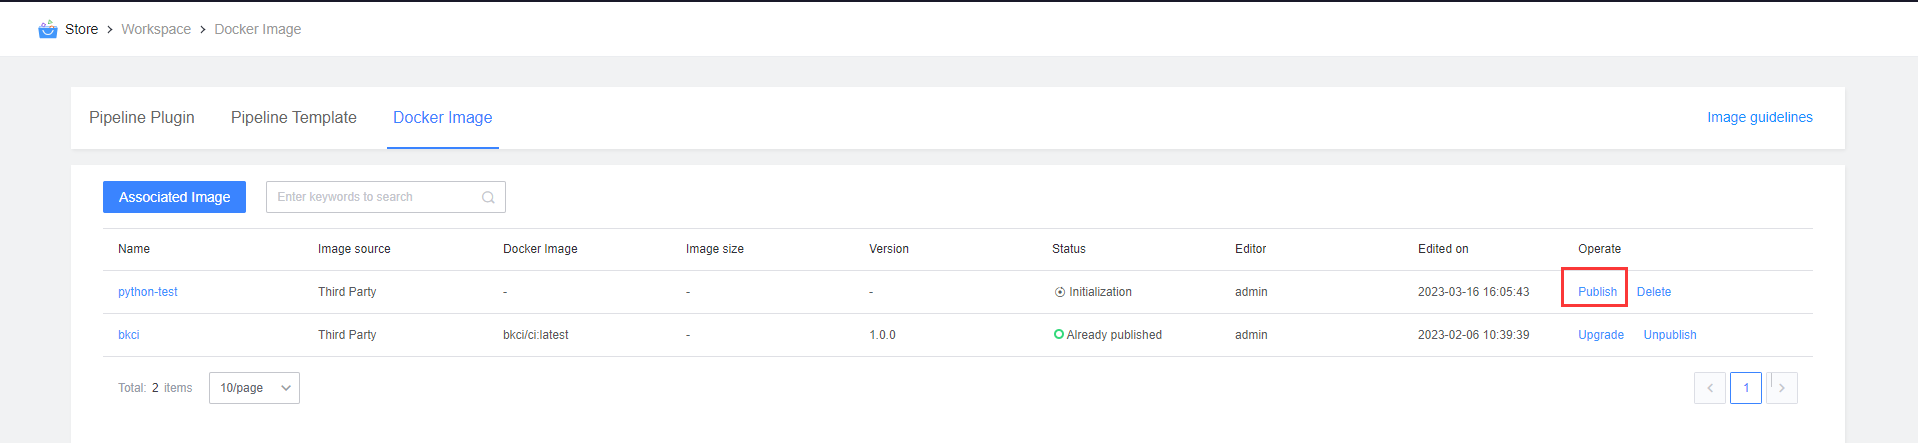 Store > Workspace > Docker Image
Pipeline Plugin Pipeline Template Docker Image Image guidelines
Associated Image Enter keywords to search
Name Image source Docker Image Image size Version Status Editor Edited on Operate
python-test Third Party - - - Initialization admin 2023-03-16 16:05:43 Publish Delete
bkci Third Party bkci/ci:latest - 1.0.0 Already published admin 2023-02-06 10:39:39 Upgrade Unpublish
Total: 2 items 10/page 1